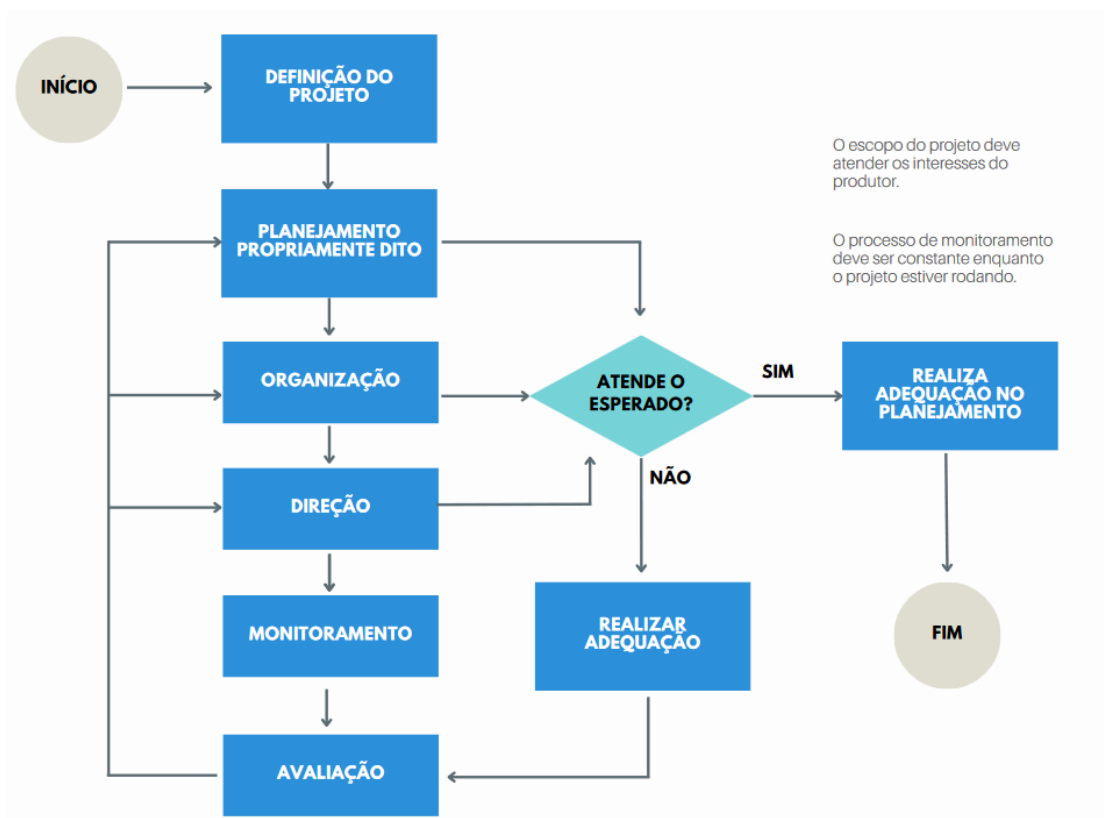 INÍCIO
DEFINIÇÃO DO
PROJETO
O escopo do projeto deve
atender os interesses do
produtor.
PLANEJAMENTO
PROPRIAMENTE DITO
O processo de monitoramento
deve ser constante enquanto
o projeto estiver rodando.
ORGANIZAÇÃO
ATENDE O
ESPERADO?
SIM
REALIZA
ADEQUAÇÃO NO
PLANEJAMENTO
NÃO
DIREÇÃO
MONITORAMENTO
REALIZAR
ADEQUAÇÃO
FIM
AVALIAÇÃO